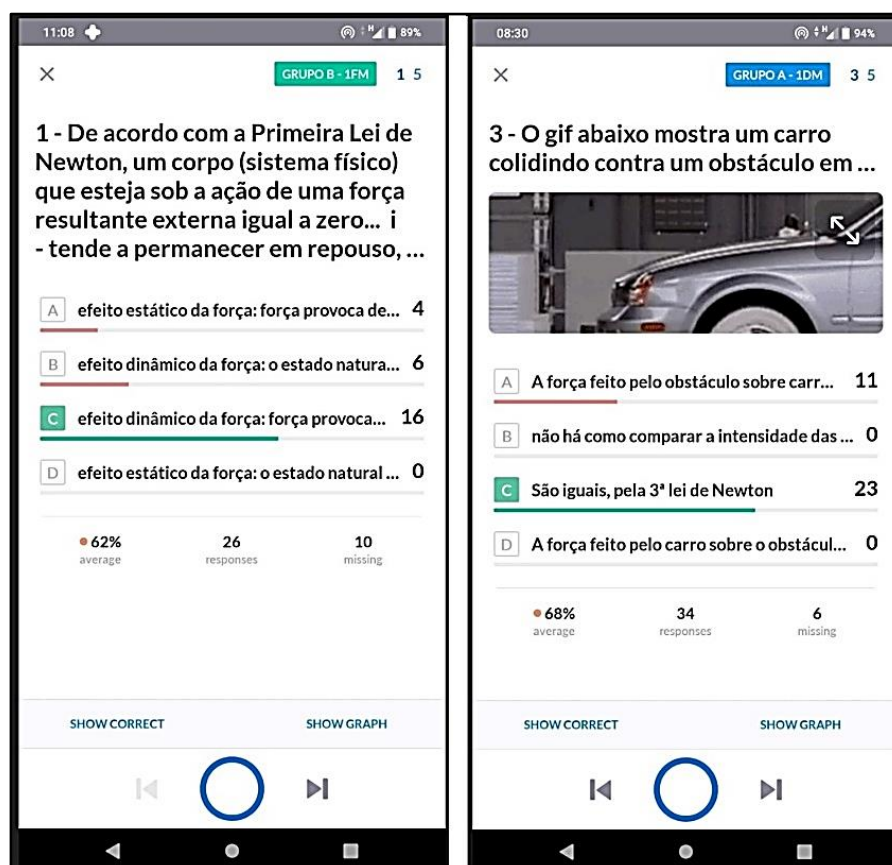 11:08
H
89%
GRUPO B - 1FM 1 5
1 - De acordo com a Primeira Lei de
Newton, um corpo (sistema físico)
que esteja sob a ação de uma força
resultante externa igual a zero... i
- tende a permanecer em repouso, ...
A efeito estático da força: força provoca de... 4
B efeito dinâmico da força: o estado natura... 6
C efeito dinâmico da força: força provoca... 16
D efeito estático da força: o estado natural ... 0
62% 26 10
average responses missing
SHOW CORRECT SHOW GRAPH
08:30
H
94%
GRUPO A - 1DM 3 5
3 - O gif abaixo mostra um carro
colidindo contra um obstáculo em ...
A A força feito pelo obstáculo sobre carr... 11
B não há como comparar a intensidade das ... 0
C São iguais, pela 3ª lei de Newton 23
D A força feito pelo carro sobre o obstácul... 0
68% 34 6
average responses missing
SHOW CORRECT SHOW GRAPH